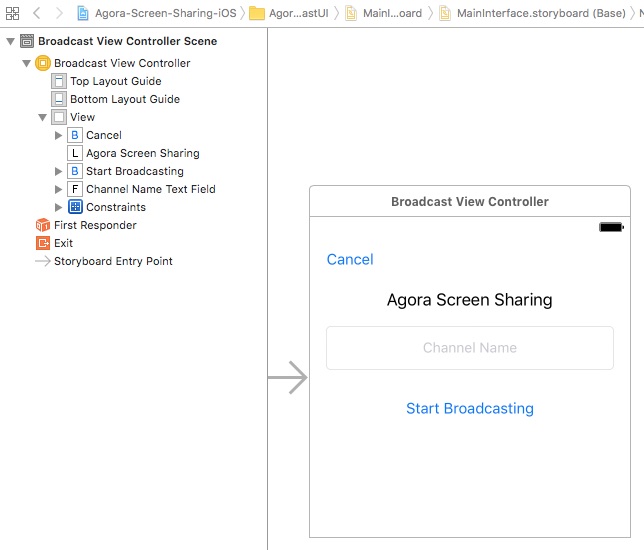 Agora-Screen-Sharing-iOS Agor...astUI MainI...oard MainInterface.storyboard (Base) N
Broadcast View Controller Scene
Broadcast View Controller
Top Layout Guide
Bottom Layout Guide
View
B Cancel
L Agora Screen Sharing
B Start Broadcasting
F Channel Name Text Field
Constraints
First Responder
Exit
Storyboard Entry Point
Broadcast View Controller
Cancel
Agora Screen Sharing
Channel Name
Start Broadcasting